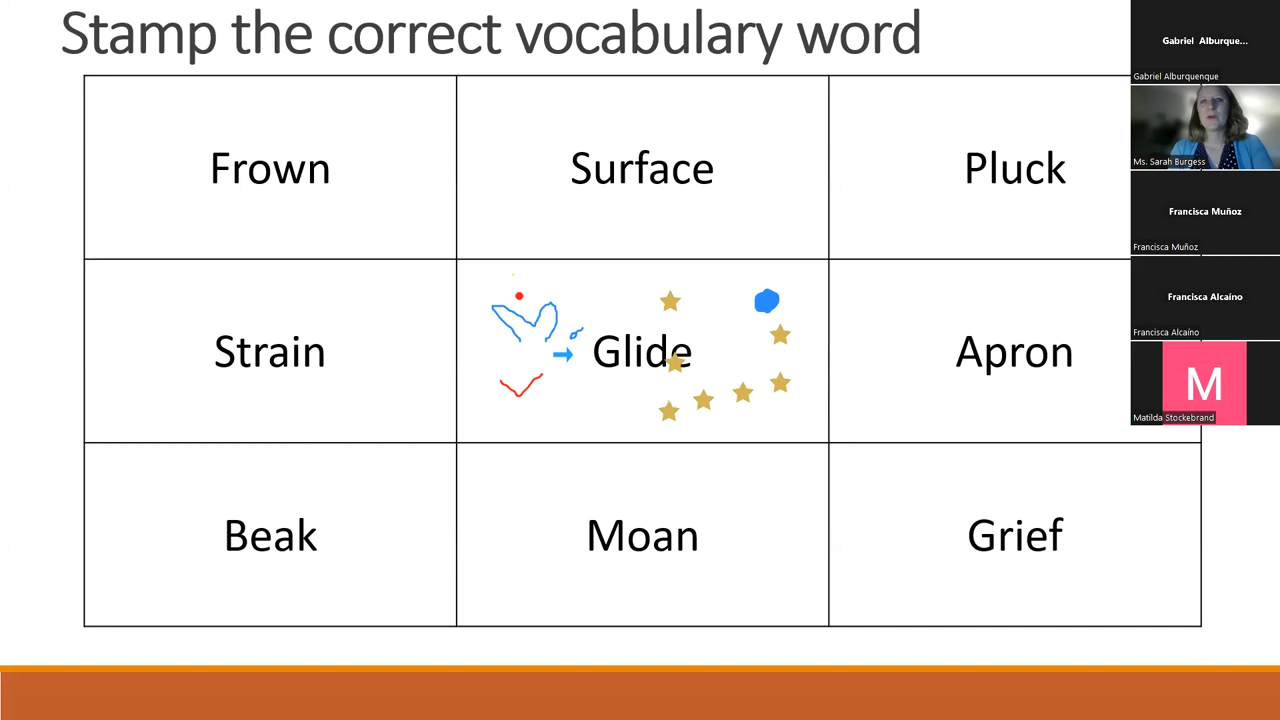 Stamp the correct vocabulary word
Frown Surface Pluck
Strain Glide Apron
Beak Moan Grief
Gabriel Alburque...
Gabriel Alburquenque
Ms. Sarah Burgess
Francisca Muñoz
Francisca Muñoz
Francisca Alcaíno
Francisca Alcaíno
M
Matilda Stockebrand